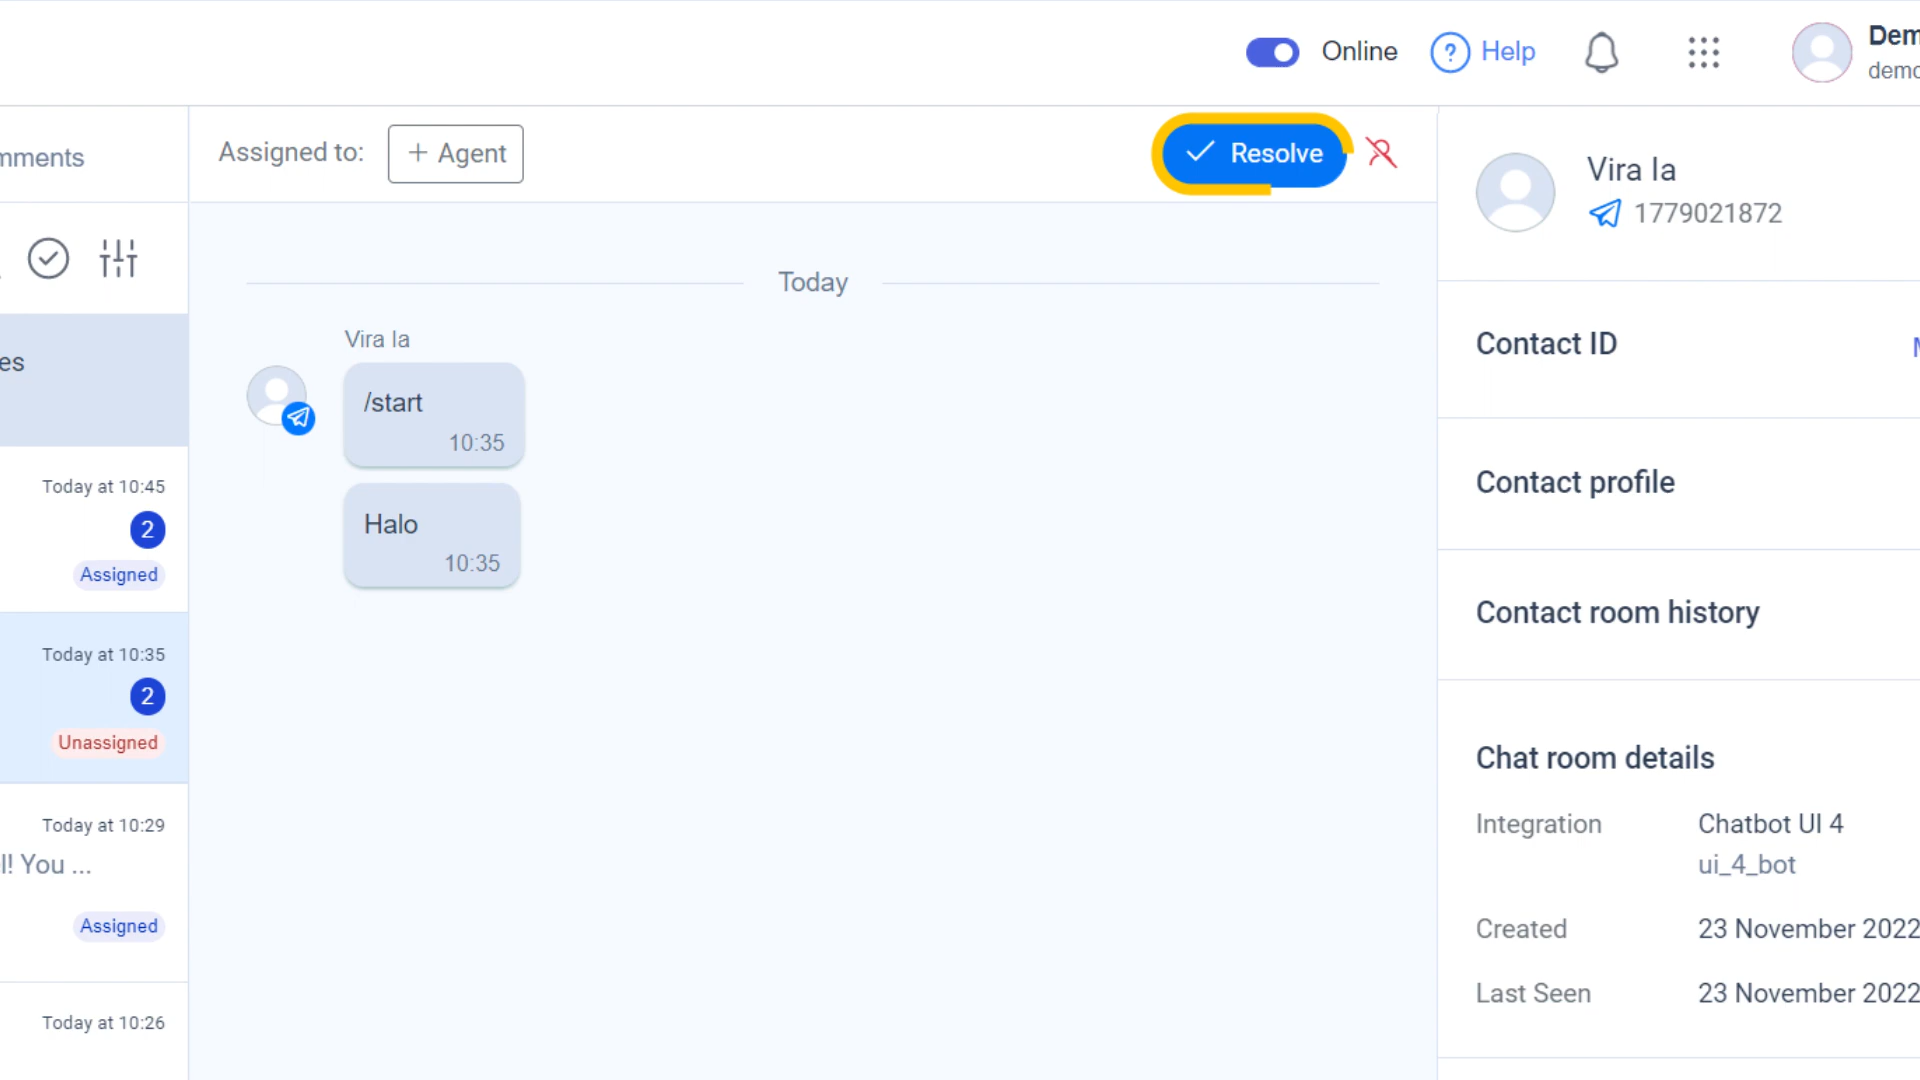 Online
? Help
Dem
demo
mments
Assigned to:
+ Agent
Resolve
Vira la
1779021872
Today
es
Vira la
/start
10:35
Halo
10:35
Today at 10:45
2
Assigned
Today at 10:35
2
Unassigned
Today at 10:29
l! You ...
Assigned
Today at 10:26
Contact ID
Contact profile
Contact room history
Chat room details
Integration
Chatbot UI 4
ui_4_bot
Created
23 November 2022
Last Seen
23 November 2022